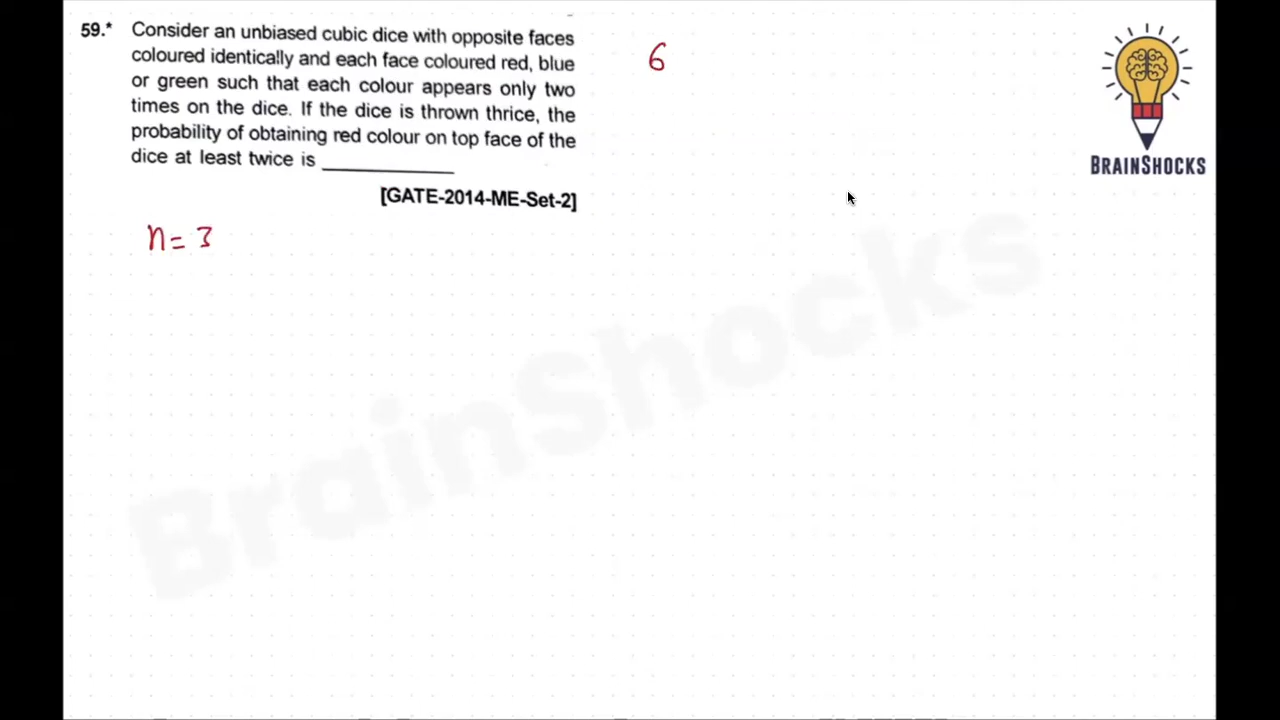 59.* Consider an unbiased cubic dice with opposite faces
coloured identically and each face coloured red, blue
or green such that each colour appears only two
times on the dice. If the dice is thrown thrice, the
probability of obtaining red colour on top face of the
dice at least twice is ____________
[GATE-2014-ME-Set-2]
6
n = 3
BRAINSHOCKS
BrainShocks